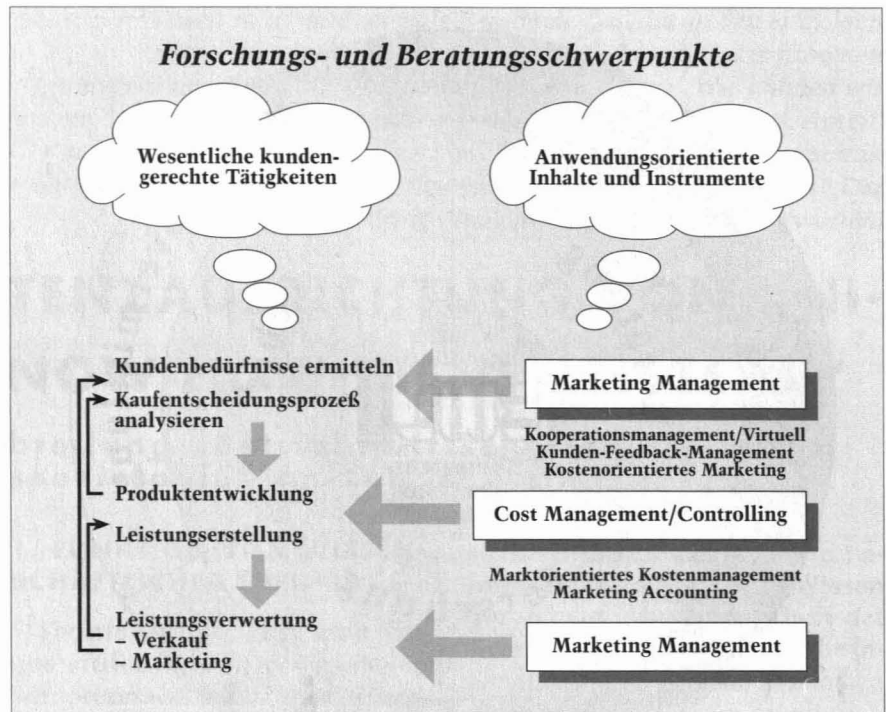 Forschungs- und Beratungsschwerpunkte
Wesentliche kunden-
gerechte Tätigkeiten
Anwendungsorientierte
Inhalte und Instrumente
Kundenbedürfnisse ermitteln
Kaufentscheidungsprozeß
analysieren
Produktentwicklung
Leistungserstellung
Leistungsverwertung
- Verkauf
- Marketing
Marketing Management
Kooperationsmanagement/Virtuell
Kunden-Feedback-Management
Kostenorientiertes Marketing
Cost Management/Controlling
Marktorientiertes Kostenmanagement
Marketing Accounting
Marketing Management